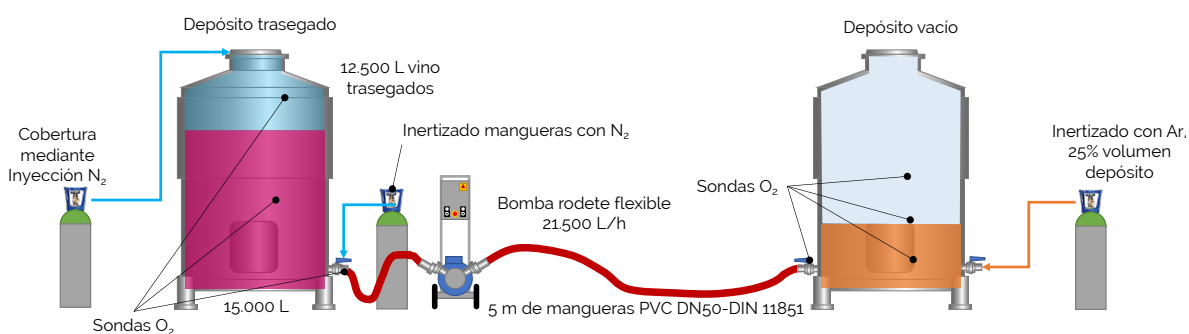 Depósito trasegado
12.500 L vino
trasegados
Cobertura
mediante
Inyección N₂
Inertizado mangueras con N₂
Bomba rodete flexible
21.500 L/h
Sondas O₂
15.000 L
5 m de mangueras PVC DN50-DIN 11851
Depósito vacío
Sondas O₂
Inertizado con Ar,
25% volumen
depósito